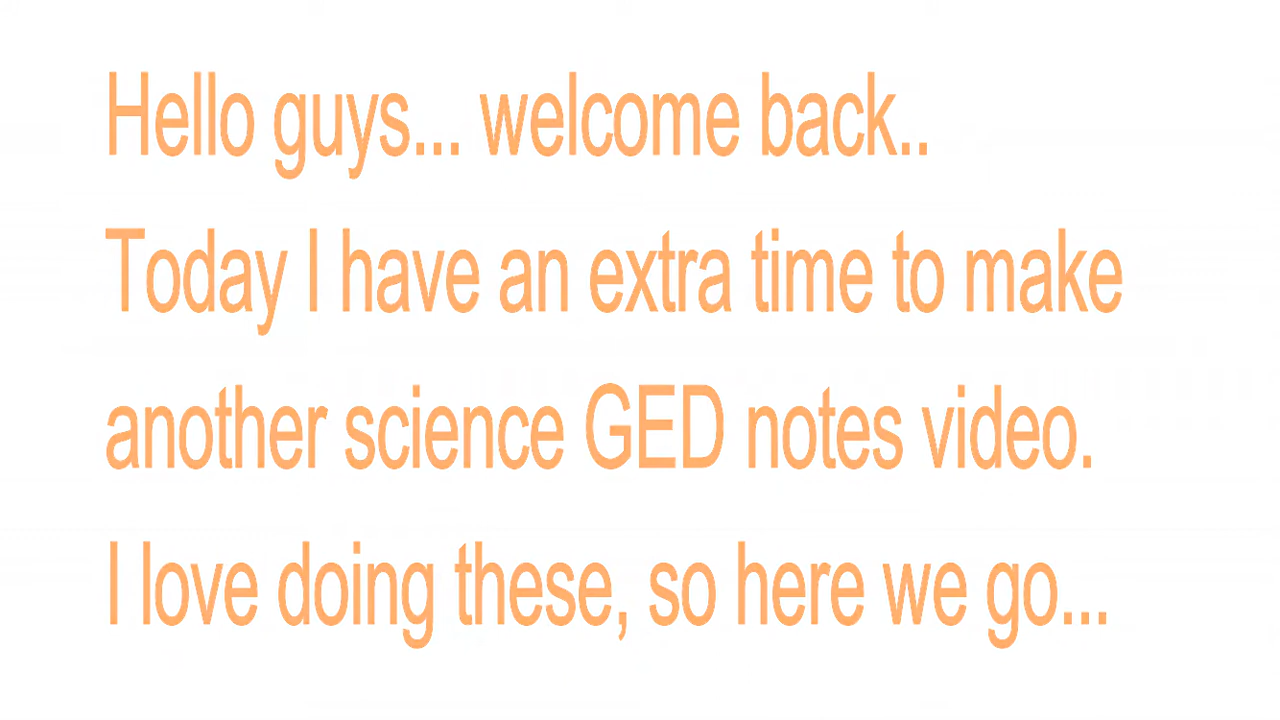 Hello guys... welcome back..
Today I have an extra time to make
another science GED notes video.
I love doing these, so here we go...